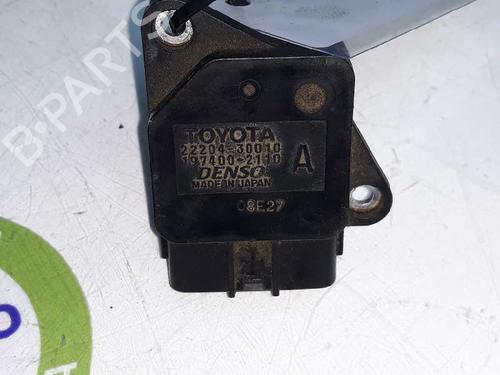 TOYOTA
22204-30010
197400-2110
A
DENSO
MADE IN JAPAN
08E27
B-PARTS